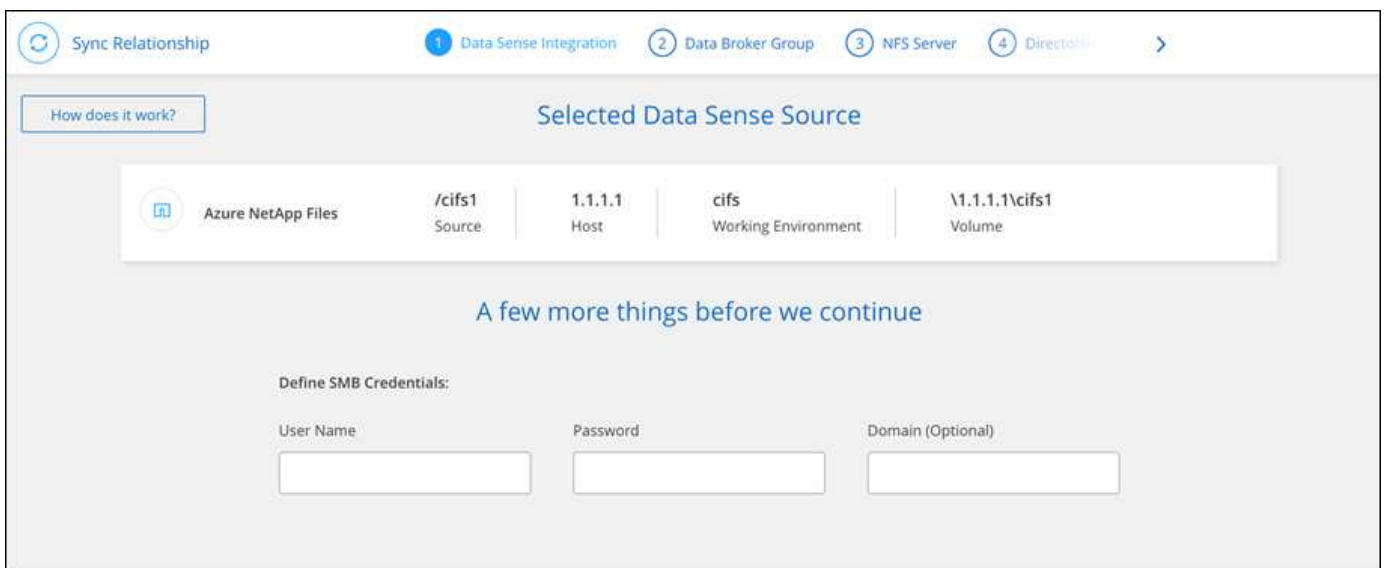 Sync Relationship
1 Data Sense Integration 2 Data Broker Group 3 NFS Server 4
How does it work?
Selected Data Sense Source
Azure NetApp Files
/cifs1 1.1.1.1 cifs \1.1.1.1\cifs1
Source Host Working Environment Volume
A few more things before we continue
Define SMB Credentials:
User Name Password Domain (Optional)